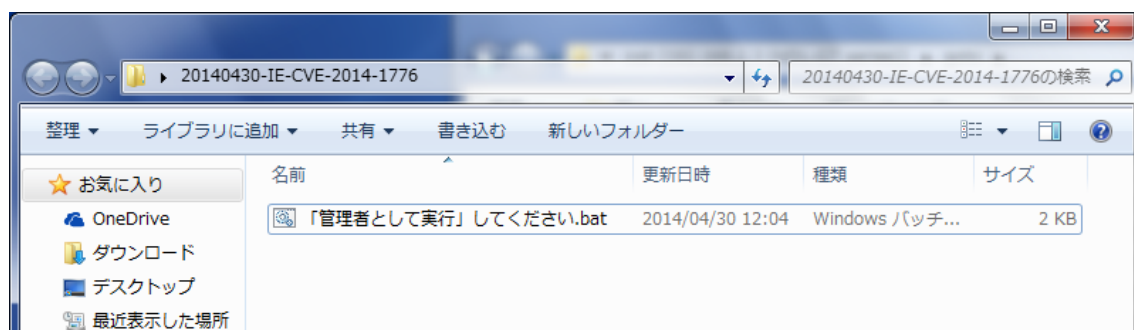 20140430-IE-CVE-2014-1776
20140430-IE-CVE-2014-1776の検索
整理 ライブラリに追加 共有 書き込む 新しいフォルダー
お気に入り
OneDrive
ダウンロード
デスクトップ
最近表示した場所
名前 更新日時 種類 サイズ
「管理者として実行」してください.bat 2014/04/30 12:04 Windows バッチ... 2 KB